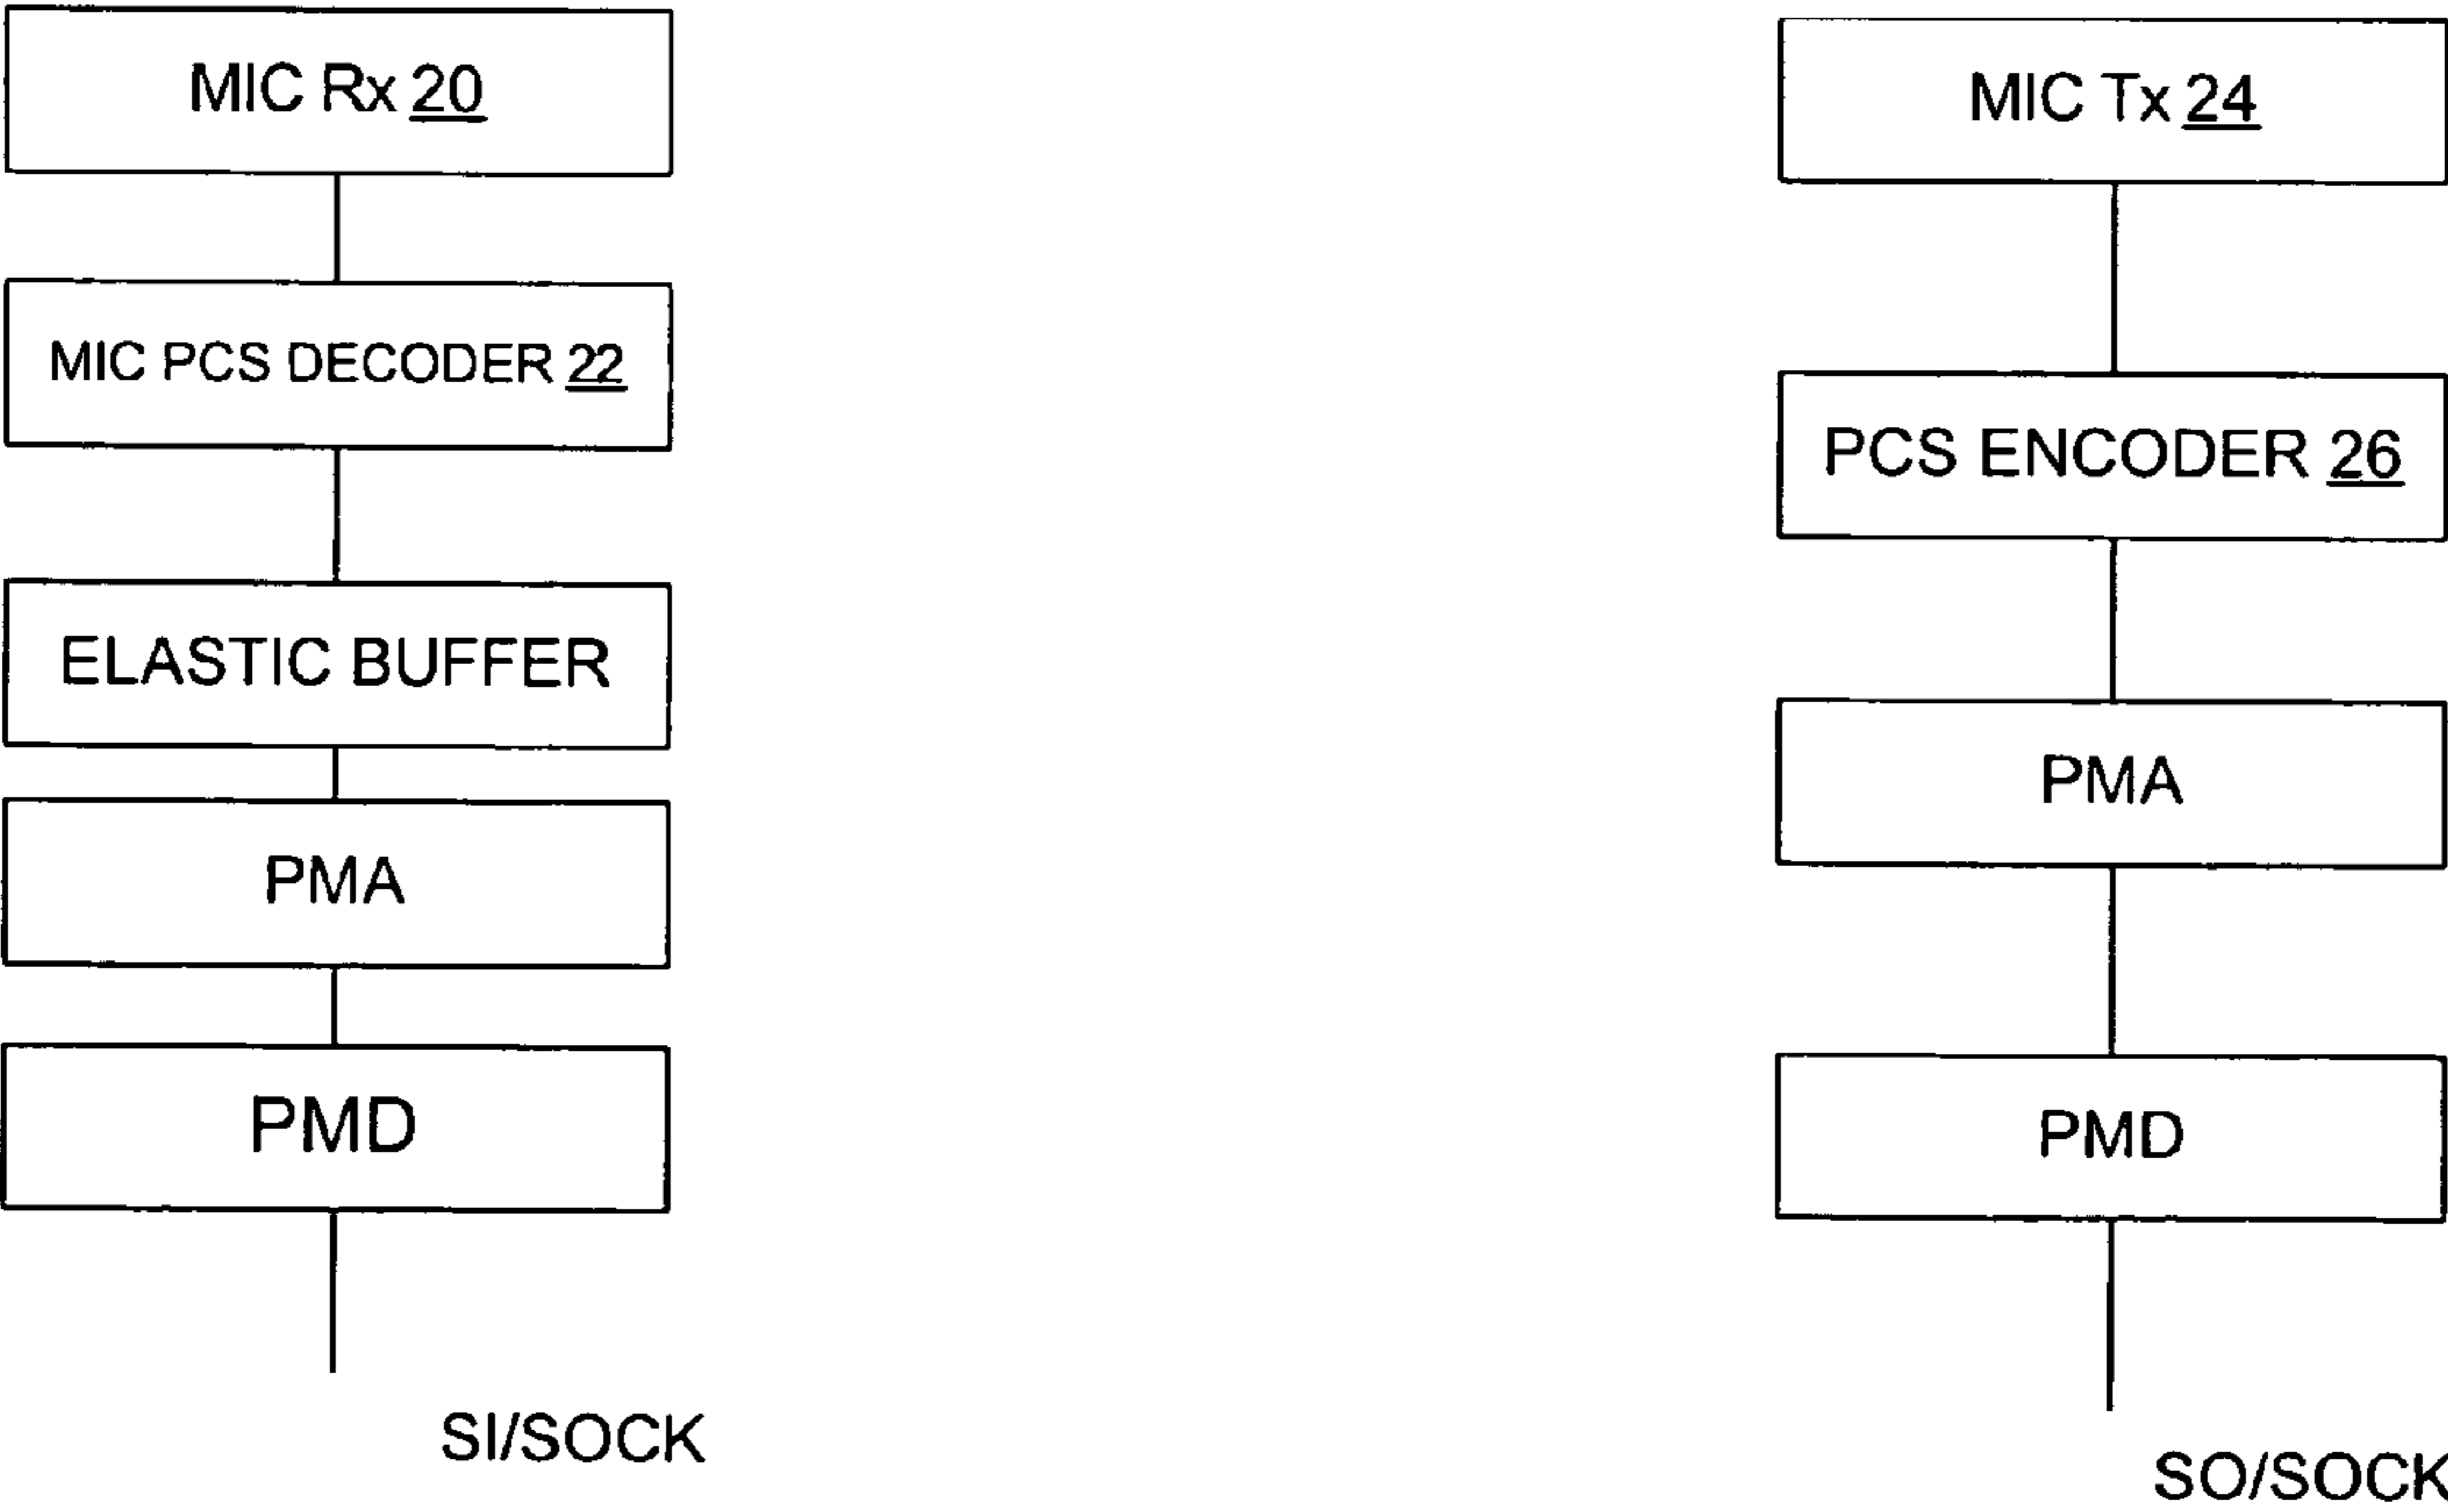 MIC Rx 20
MIC PCS DECODER 22
ELASTIC BUFFER
PMA
PMD
SI/SOCK
MIC Tx 24
PCS ENCODER 26
PMA
PMD
SO/SOCK